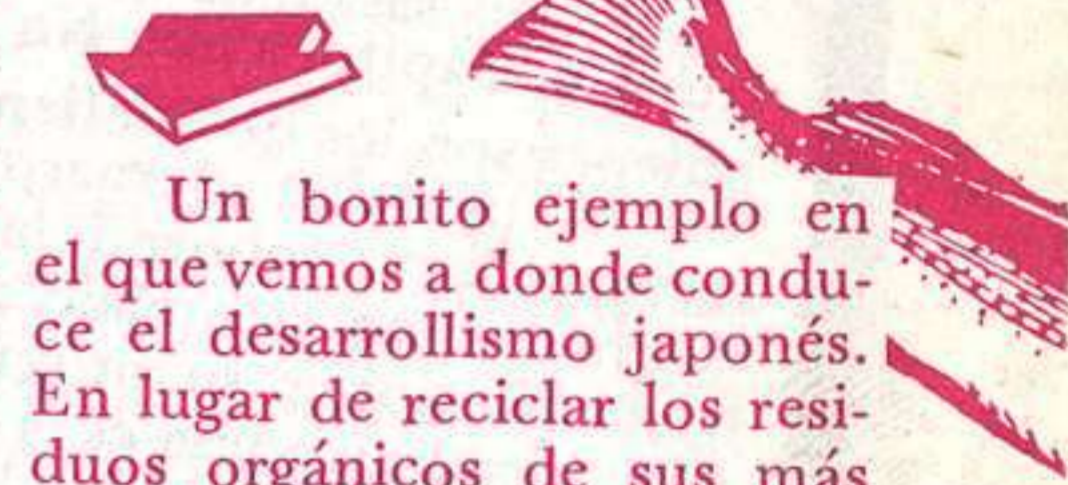 Un bonito ejemplo en
el que vemos a donde condu-
ce el desarrollismo japonés.
En lugar de reciclar los resi-
duos orgánicos de sus más